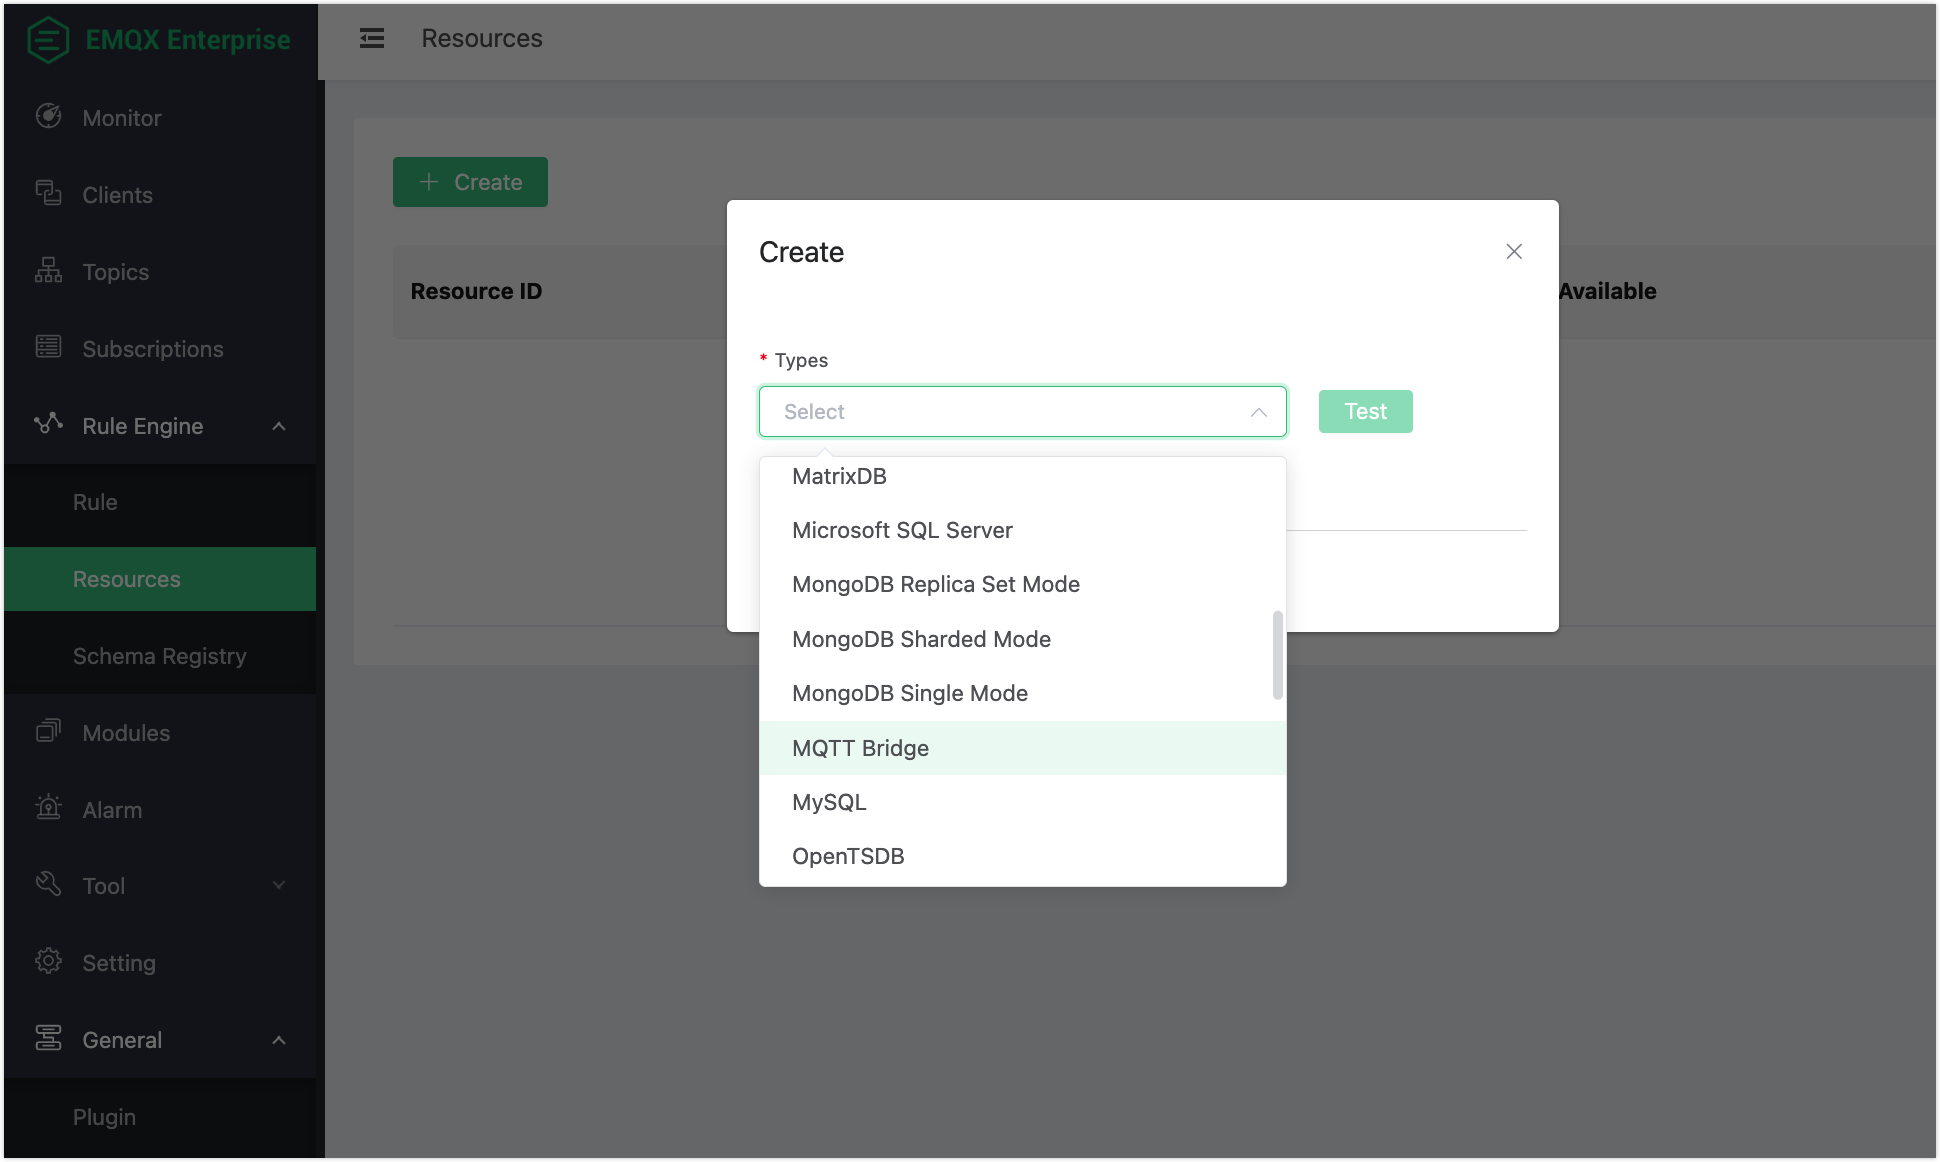 EMQX Enterprise
Monitor
Clients
Topics
Subscriptions
Rule Engine
Rule
Resources
Schema Registry
Modules
Alarm
Tool
Setting
General
Plugin
Resources
Create
Resource ID
Available
Create
* Types
Select
Test
MatrixDB
Microsoft SQL Server
MongoDB Replica Set Mode
MongoDB Sharded Mode
MongoDB Single Mode
MQTT Bridge
MySQL
OpenTSDB